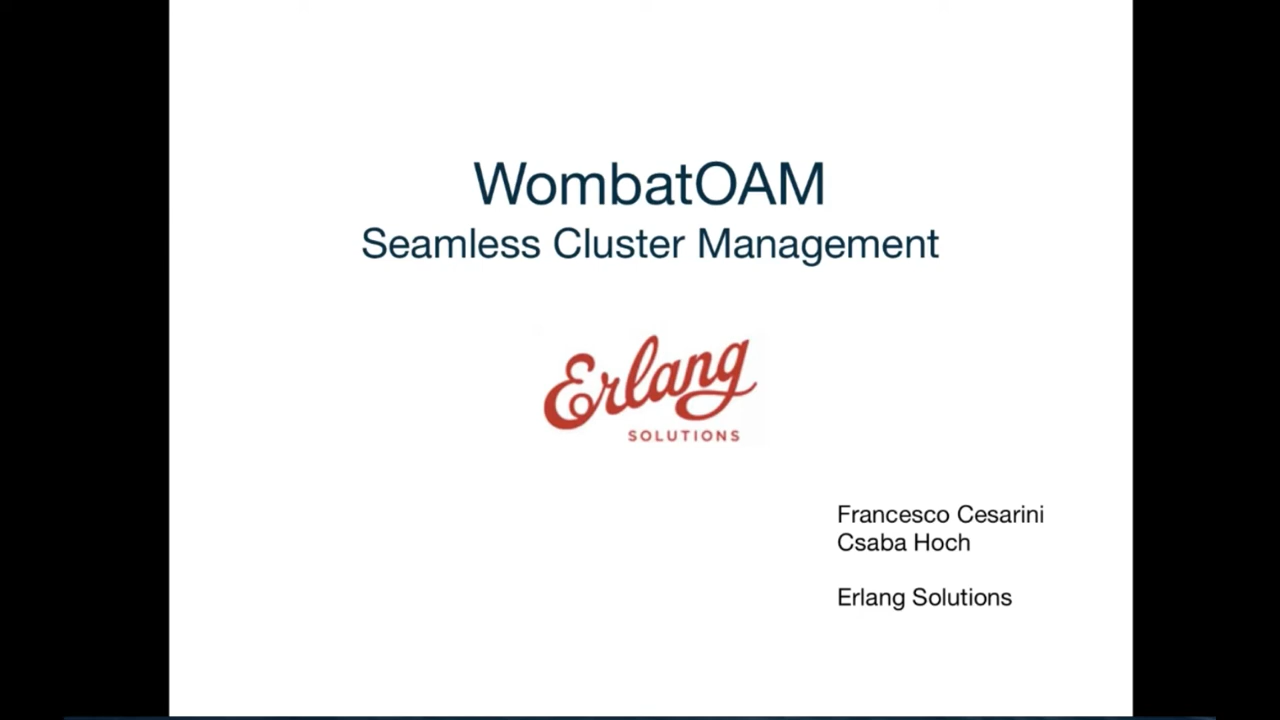 WombatOAM
Seamless Cluster Management
Erlang
SOLUTIONS
Francesco Cesarini
Csaba Hoch
Erlang Solutions